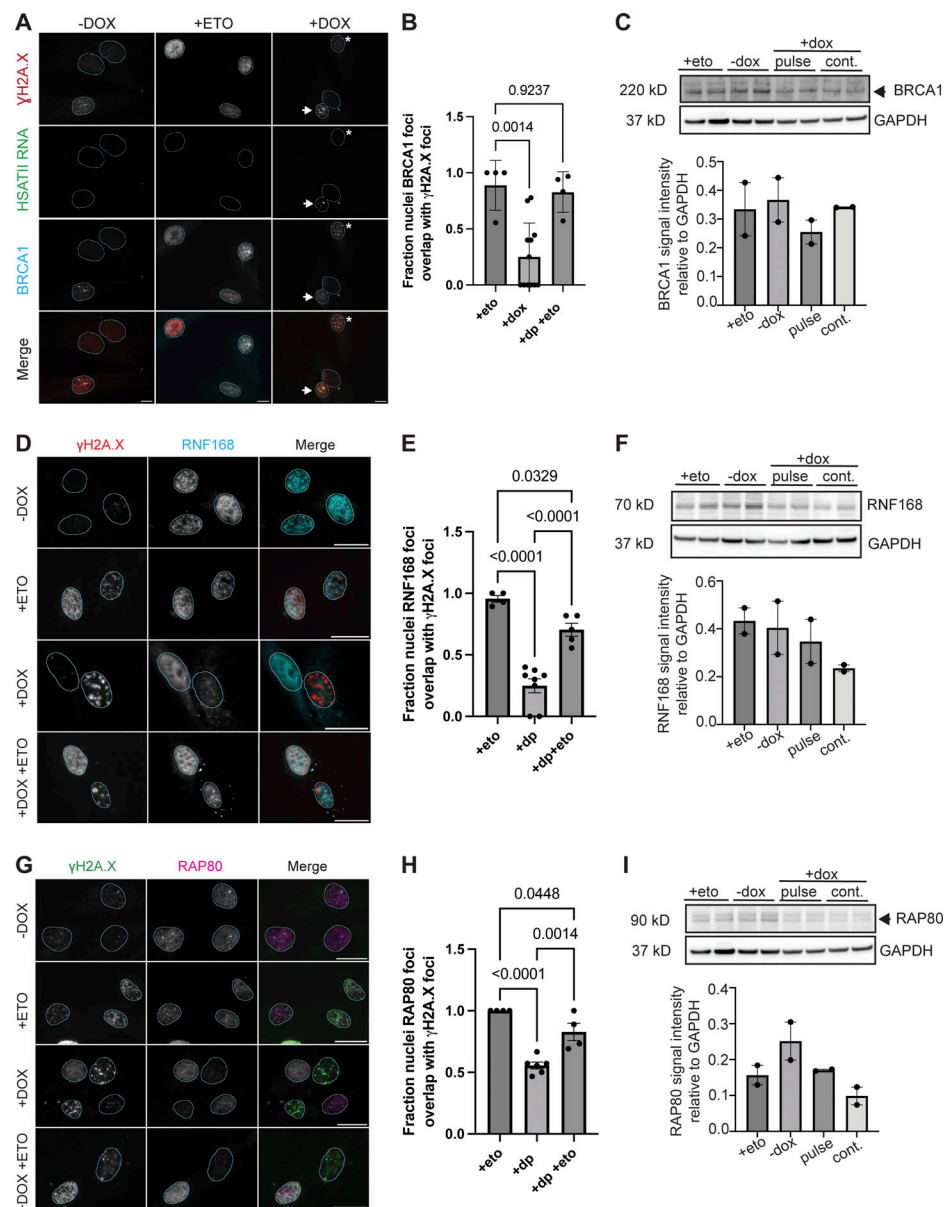 A
-DOX +ETO +DOX
ɣH2A.X
HSATII RNA
BRCA1
Merge
*
*
*
*
B
Fraction nuclei BRCA1 foci
overlap with γH2A.X foci
1.5
1.0
0.5
0.0
0.9237
0.0014
+eto
+dox
+dp +eto
C
+dox
+eto -dox pulse cont.
220 kD
BRCA1
37 kD
GAPDH
BRCA1 signal intensity
relative to GAPDH
0.5
0.4
0.3
0.2
0.1
0.0
+eto
-dox
pulse
cont.
D
γH2A.X RNF168 Merge
-DOX
+ETO
+DOX
+DOX +ETO
E
Fraction nuclei RNF168 foci
overlap with γH2A.X foci
1.5
1.0
0.5
0.0
0.0329
<0.0001
<0.0001
+eto
+dp
+dp+eto
F
+dox
+eto -dox pulse cont.
70 kD
RNF168
37 kD
GAPDH
RNF168 signal intensity
relative to GAPDH
0.6
0.4
0.2
0.0
+eto
-dox
pulse
cont.
G
γH2A.X RAP80 Merge
-DOX
+ETO
+DOX
-DOX +ETO
H
Fraction nuclei RAP80 foci
overlap with γH2A.X foci
1.5
1.0
0.5
0.0
0.0448
0.0014
<0.0001
+eto
+dp
+dp +eto
I
+dox
+eto -dox pulse cont.
90 kD
RAP80
37 kD
GAPDH
RAP80 signal intensity
relative to GAPDH
0.4
0.3
0.2
0.1
0.0
+eto
-dox
pulse
cont.